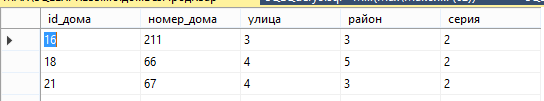 id_дома номер_дома улица район серия
16 211 3 3 2
18 66 4 5 2
21 67 4 3 2